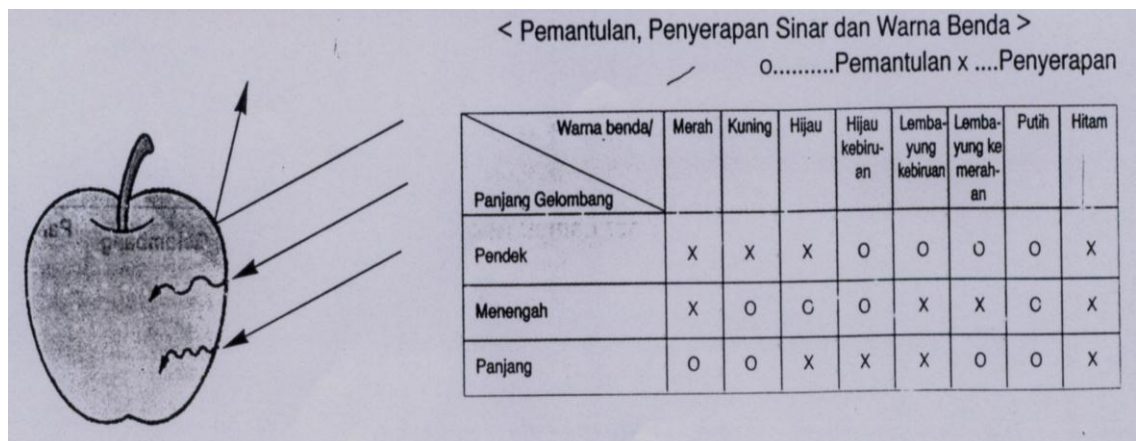 < Pemantulan, Penyerapan Sinar dan Warna Benda >
o..........Pemantulan x ....Penyerapan
Warna benda/ Merah Kuning Hijau Hijau kebiru-an Lemba-yung kebiruan Lemba-yung ke merah-an Putih Hitam
Panjang Gelombang
Pendek X X X O O O O X
Menengah X O O O X X O X
Panjang O O X X X O O X